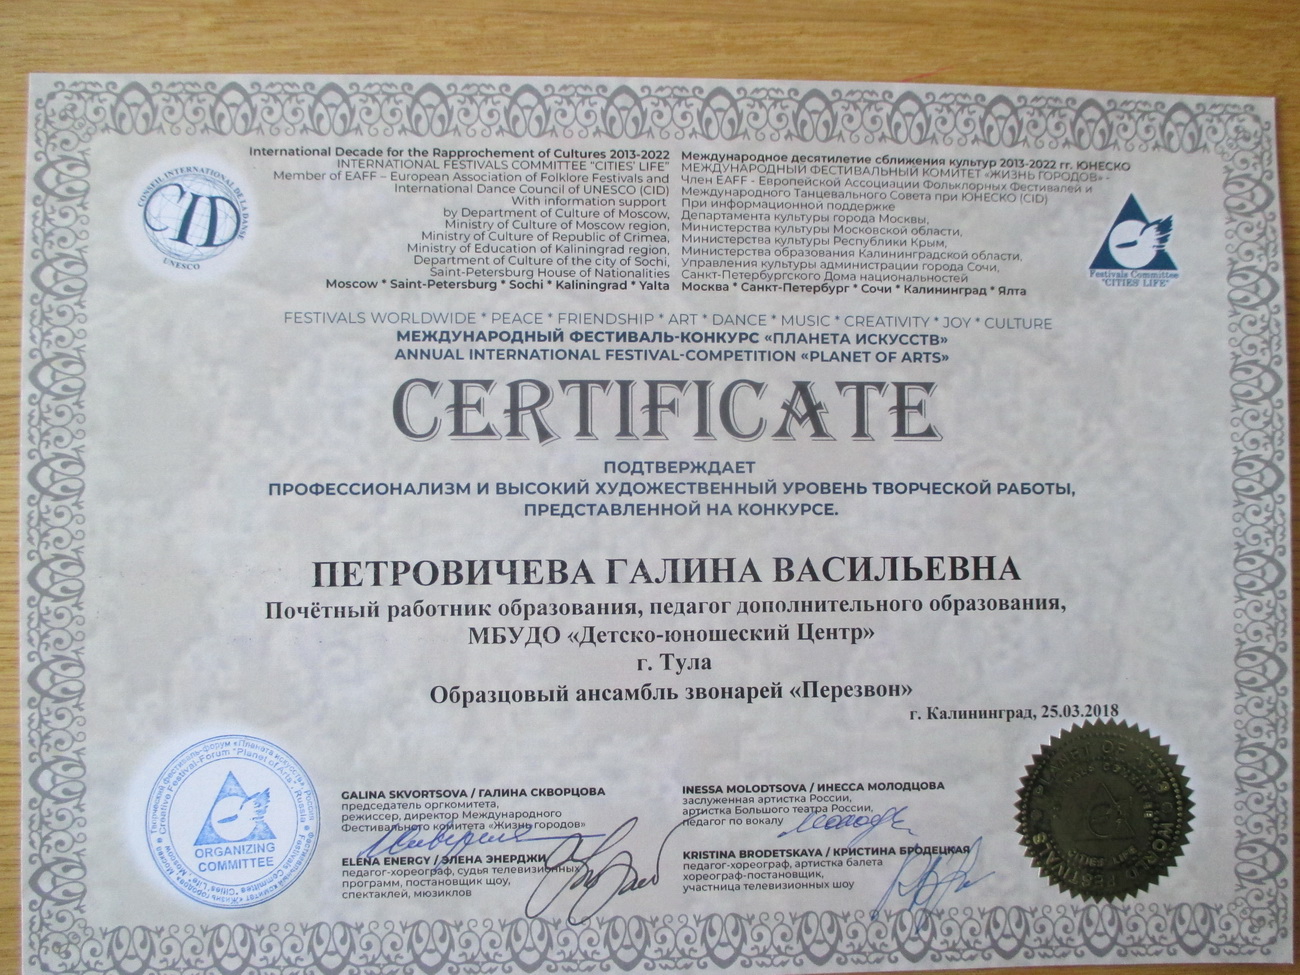 International Decade for the Rapprochement of Cultures 2013-2022
INTERNATIONAL FESTIVALS COMMITTEE "CITIES' LIFE"
Member of EAFF – European Association of Folklore Festivals and
International Dance Council of UNESCO (CID)
With information support
by Department of Culture of Moscow,
Ministry of Culture of Moscow region,
Ministry of Culture of Republic of Crimea,
Ministry of Education of Kaliningrad region,
Department of Culture of the city of Sochi,
Saint-Petersburg House of Nationalities
Moscow * Saint-Petersburg * Sochi * Kaliningrad * Yalta
Международное десятилетие сближения культур 2013-2022 гг. ЮНЕСКО
МЕЖДУНАРОДНЫЙ ФЕСТИВАЛЬНЫЙ КОМИТЕТ «ЖИЗНЬ ГОРОДОВ» -
Член EAFF - Европейской Ассоциации Фольклорных Фестивалей и
Международного Танцевального Совета при ЮНЕСКО (CID)
При информационной поддержке
Департамента культуры города Москвы,
Министерства культуры Московской области,
Министерства культуры Республики Крым,
Министерства образования Калининградской области,
Управления культуры администрации города Сочи,
Санкт-Петербургского Дома национальностей
Москва * Санкт-Петербург * Сочи * Калининград * Ялта
CONSEIL INTERNATIONAL DE LA DANSE
CID
UNESCO
Festivals Committee
"CITIES' LIFE"
FESTIVALS WORLDWIDE * PEACE * FRIENDSHIP * ART * DANCE * MUSIC * CREATIVITY * JOY * CULTURE
МЕЖДУНАРОДНЫЙ ФЕСТИВАЛЬ-КОНКУРС «ПЛАНЕТА ИСКУССТВ»
ANNUAL INTERNATIONAL FESTIVAL-COMPETITION «PLANET OF ARTS»
CERTIFICATE
ПОДТВЕРЖДАЕТ
ПРОФЕССИОНАЛИЗМ И ВЫСОКИЙ ХУДОЖЕСТВЕННЫЙ УРОВЕНЬ ТВОРЧЕСКОЙ РАБОТЫ,
ПРЕДСТАВЛЕННОЙ НА КОНКУРСЕ.
ПЕТРОВИЧЕВА ГАЛИНА ВАСИЛЬЕВНА
Почётный работник образования, педагог дополнительного образования,
МБУДО «Детско-юношеский Центр»
г. Тула
Образцовый ансамбль звонарей «Перезвон»
г. Калининград, 25.03.2018
GALINA SKVORTSOVA / ГАЛИНА СКВОРЦОВА
председатель оргкомитета,
режиссер, директор Международного
Фестивального комитета «Жизнь городов»
ELENA ENERGY / ЭЛЕНА ЭНЕРДЖИ
педагог-хореограф, судья телевизионных
программ, постановщик шоу,
спектаклей, мюзиклов
INESSA MOLODTSOVA / ИНЕССА МОЛОДЦОВА
заслуженная артистка России,
артистка Большого театра России,
педагог по вокалу
KRISTINA BRODETSKAYA / КРИСТИНА БРОДЕЦКАЯ
педагог-хореограф, артистка балета
хореограф-постановщик,
участница телевизионных шоу
ORGANIZING
COMMITTEE